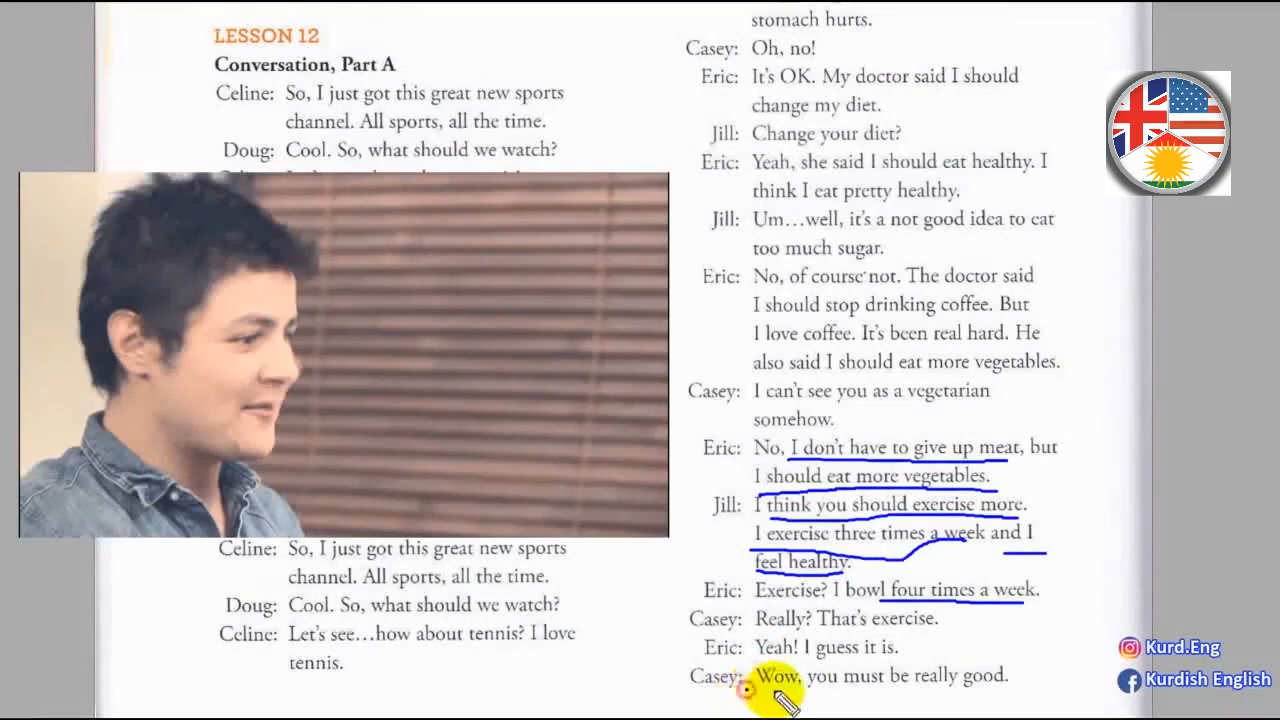 LESSON 12
Conversation, Part A
Celine: So, I just got this great new sports
channel. All sports, all the time.
Doug: Cool. So, what should we watch?
Celine: So, I just got this great new sports
channel. All sports, all the time.
Doug: Cool. So, what should we watch?
Celine: Let's see...how about tennis? I love
tennis.
stomach hurts.
Casey: Oh, no!
Eric: It's OK. My doctor said I should
change my diet.
Jill: Change your diet?
Eric: Yeah, she said I should eat healthy. I
think I eat pretty healthy.
Jill: Um...well, it's a not good idea to eat
too much sugar.
Eric: No, of course not. The doctor said
I should stop drinking coffee. But
I love coffee. It's been real hard. He
also said I should eat more vegetables.
Casey: I can't see you as a vegetarian
somehow.
Eric: No, I don't have to give up meat, but
I should eat more vegetables.
Jill: I think you should exercise more.
I exercise three times a week and I
feel healthy.
Eric: Exercise? I bowl four times a week.
Casey: Really? That's exercise.
Eric: Yeah! I guess it is.
Casey: Wow, you must be really good.
Kurd.Eng
Kurdish English